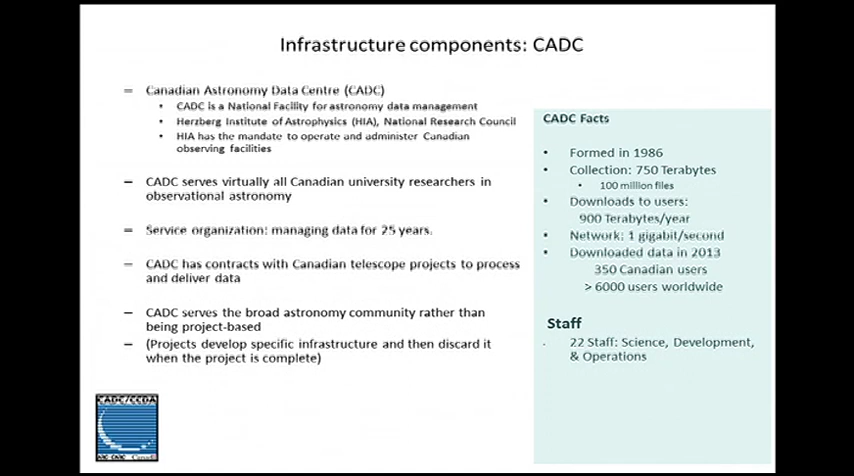 Infrastructure components: CADC
– Canadian Astronomy Data Centre (CADC)
• CADC is a National Facility for astronomy data management
• Herzberg Institute of Astrophysics (HIA), National Research Council
• HIA has the mandate to operate and administer Canadian
observing facilities
– CADC serves virtually all Canadian university researchers in
observational astronomy
– Service organization: managing data for 25 years.
– CADC has contracts with Canadian telescope projects to process
and deliver data
– CADC serves the broad astronomy community rather than
being project-based
– (Projects develop specific infrastructure and then discard it
when the project is complete)
CADC Facts
• Formed in 1986
• Collection: 750 Terabytes
• 100 million files
• Downloads to users:
900 Terabytes/year
• Network: 1 gigabit/second
• Downloaded data in 2013
350 Canadian users
> 6000 users worldwide
Staff
22 Staff: Science, Development,
& Operations
CADC/CCDA
Canada